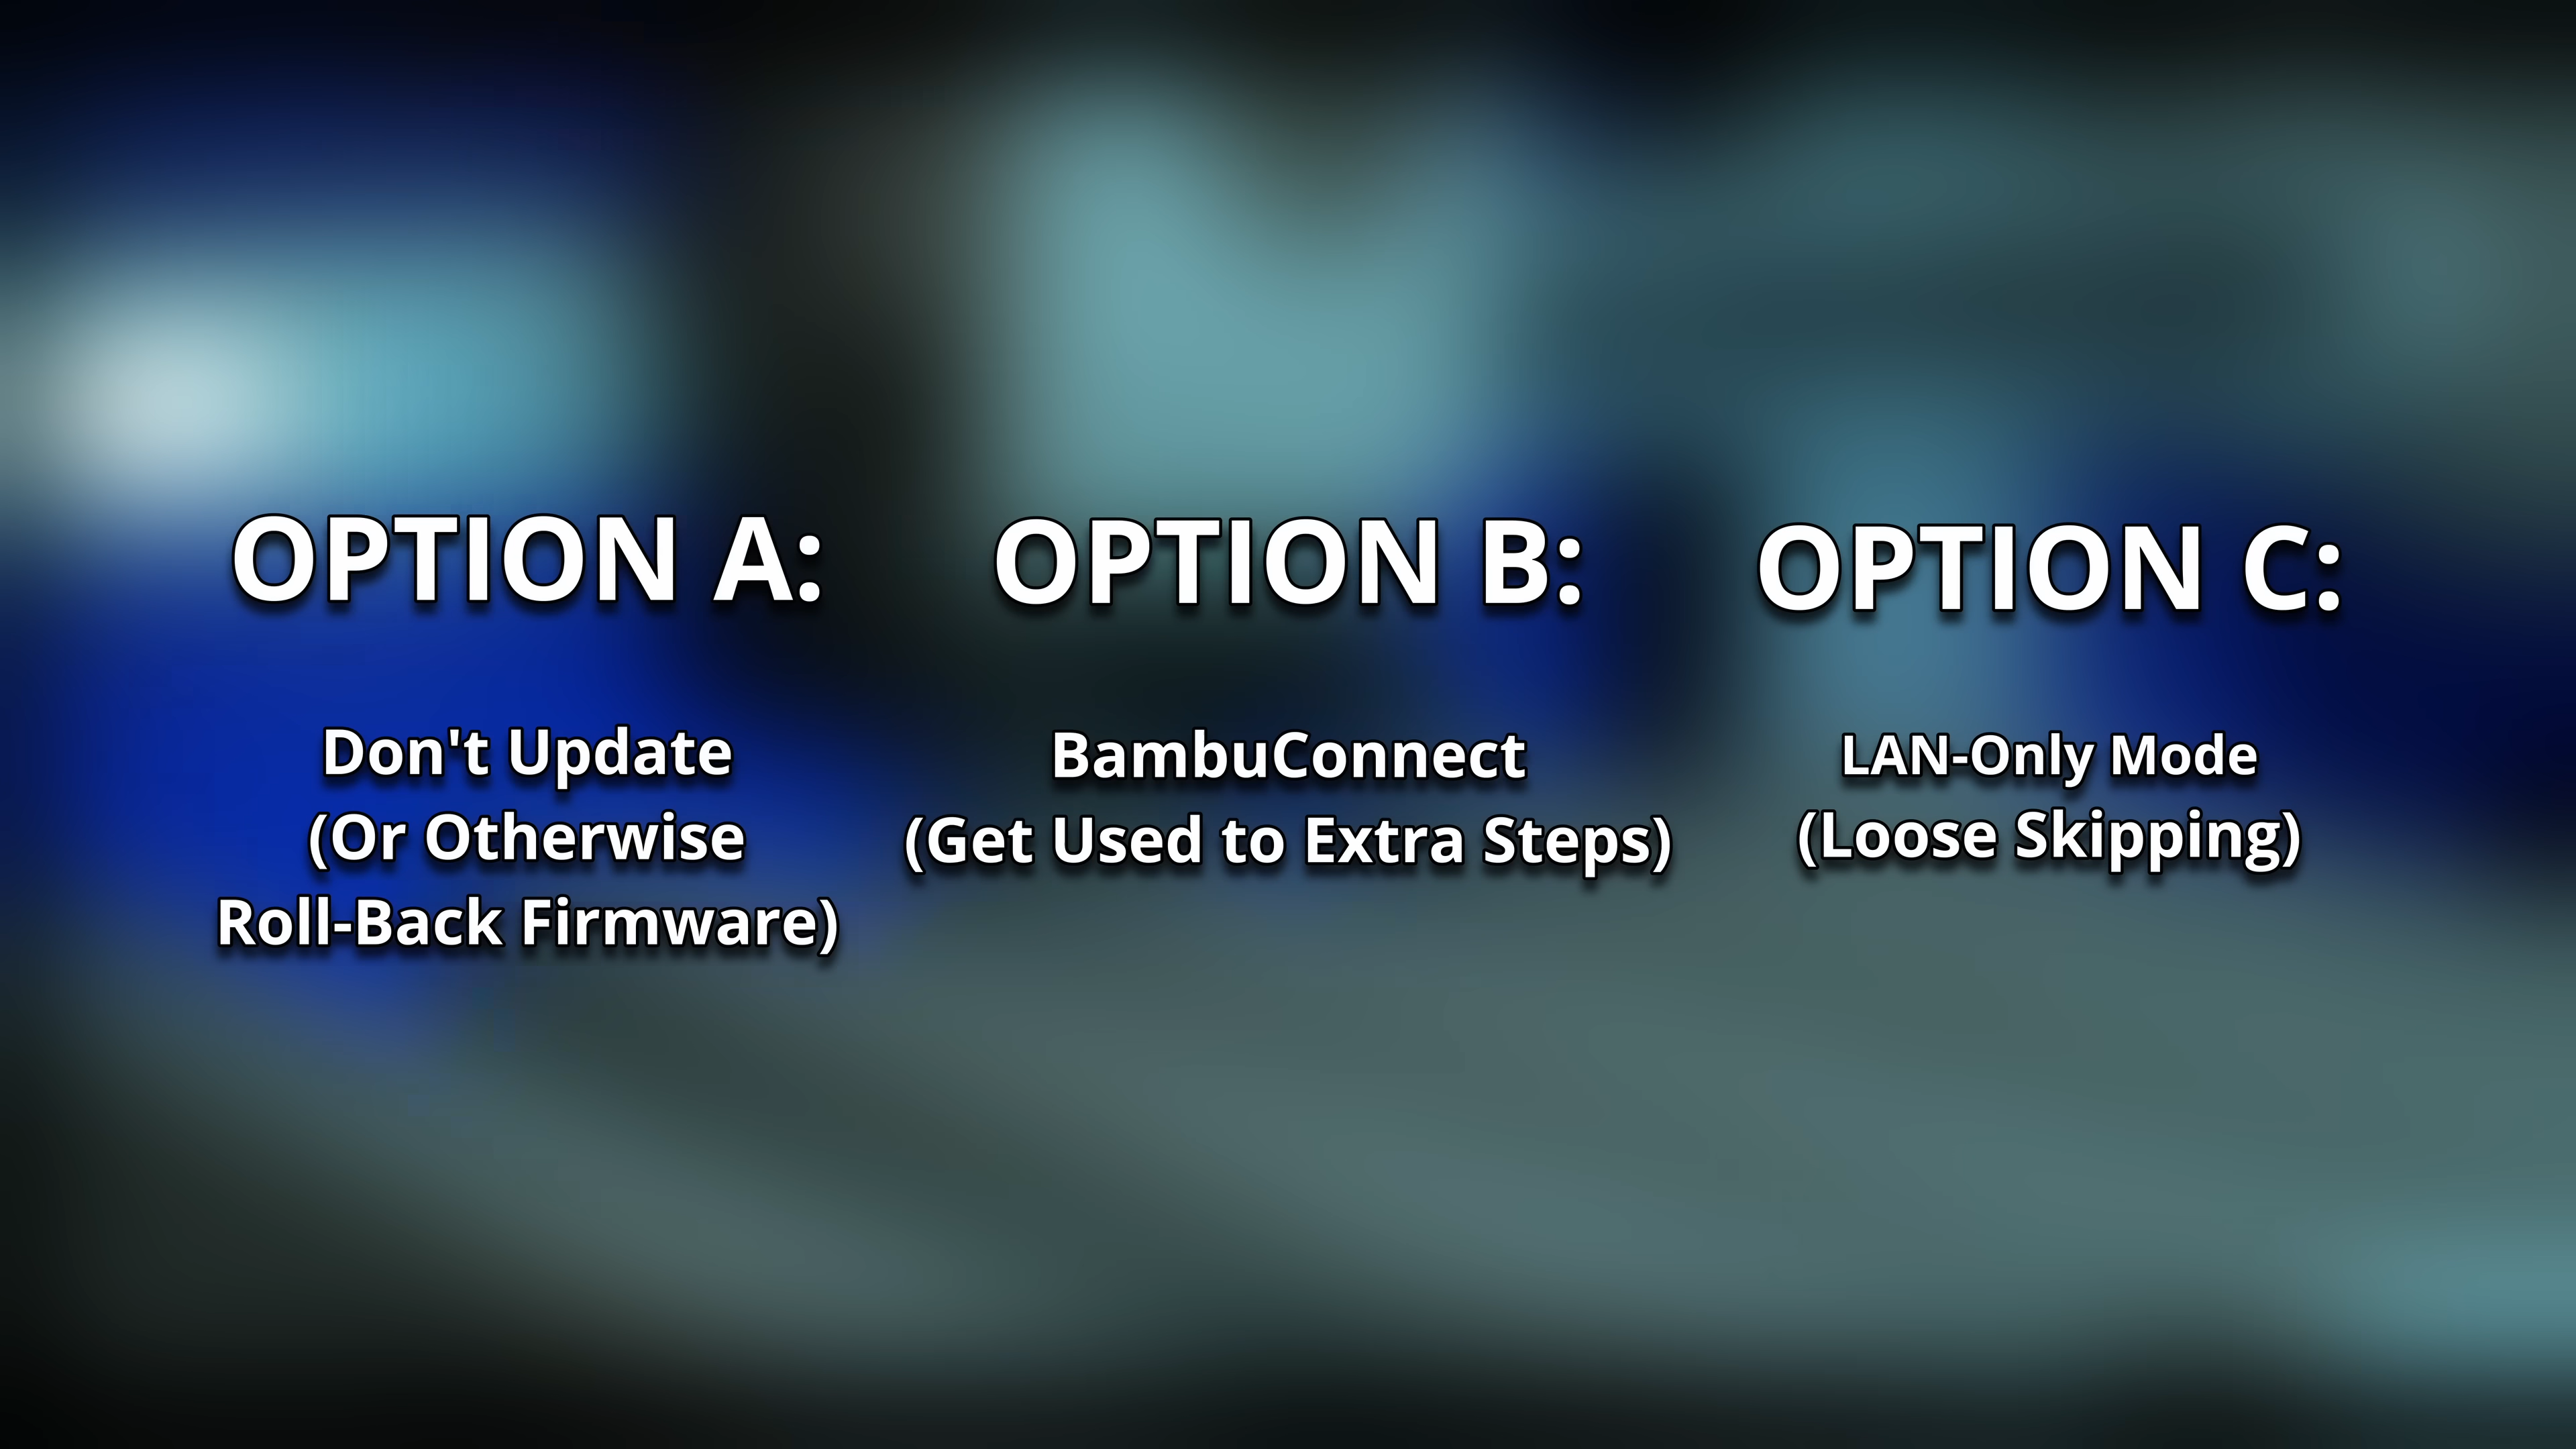 OPTION A:
Don't Update
(Or Otherwise
Roll-Back Firmware)
OPTION B:
BambuConnect
(Get Used to Extra Steps)
OPTION C:
LAN-Only Mode
(Loose Skipping)